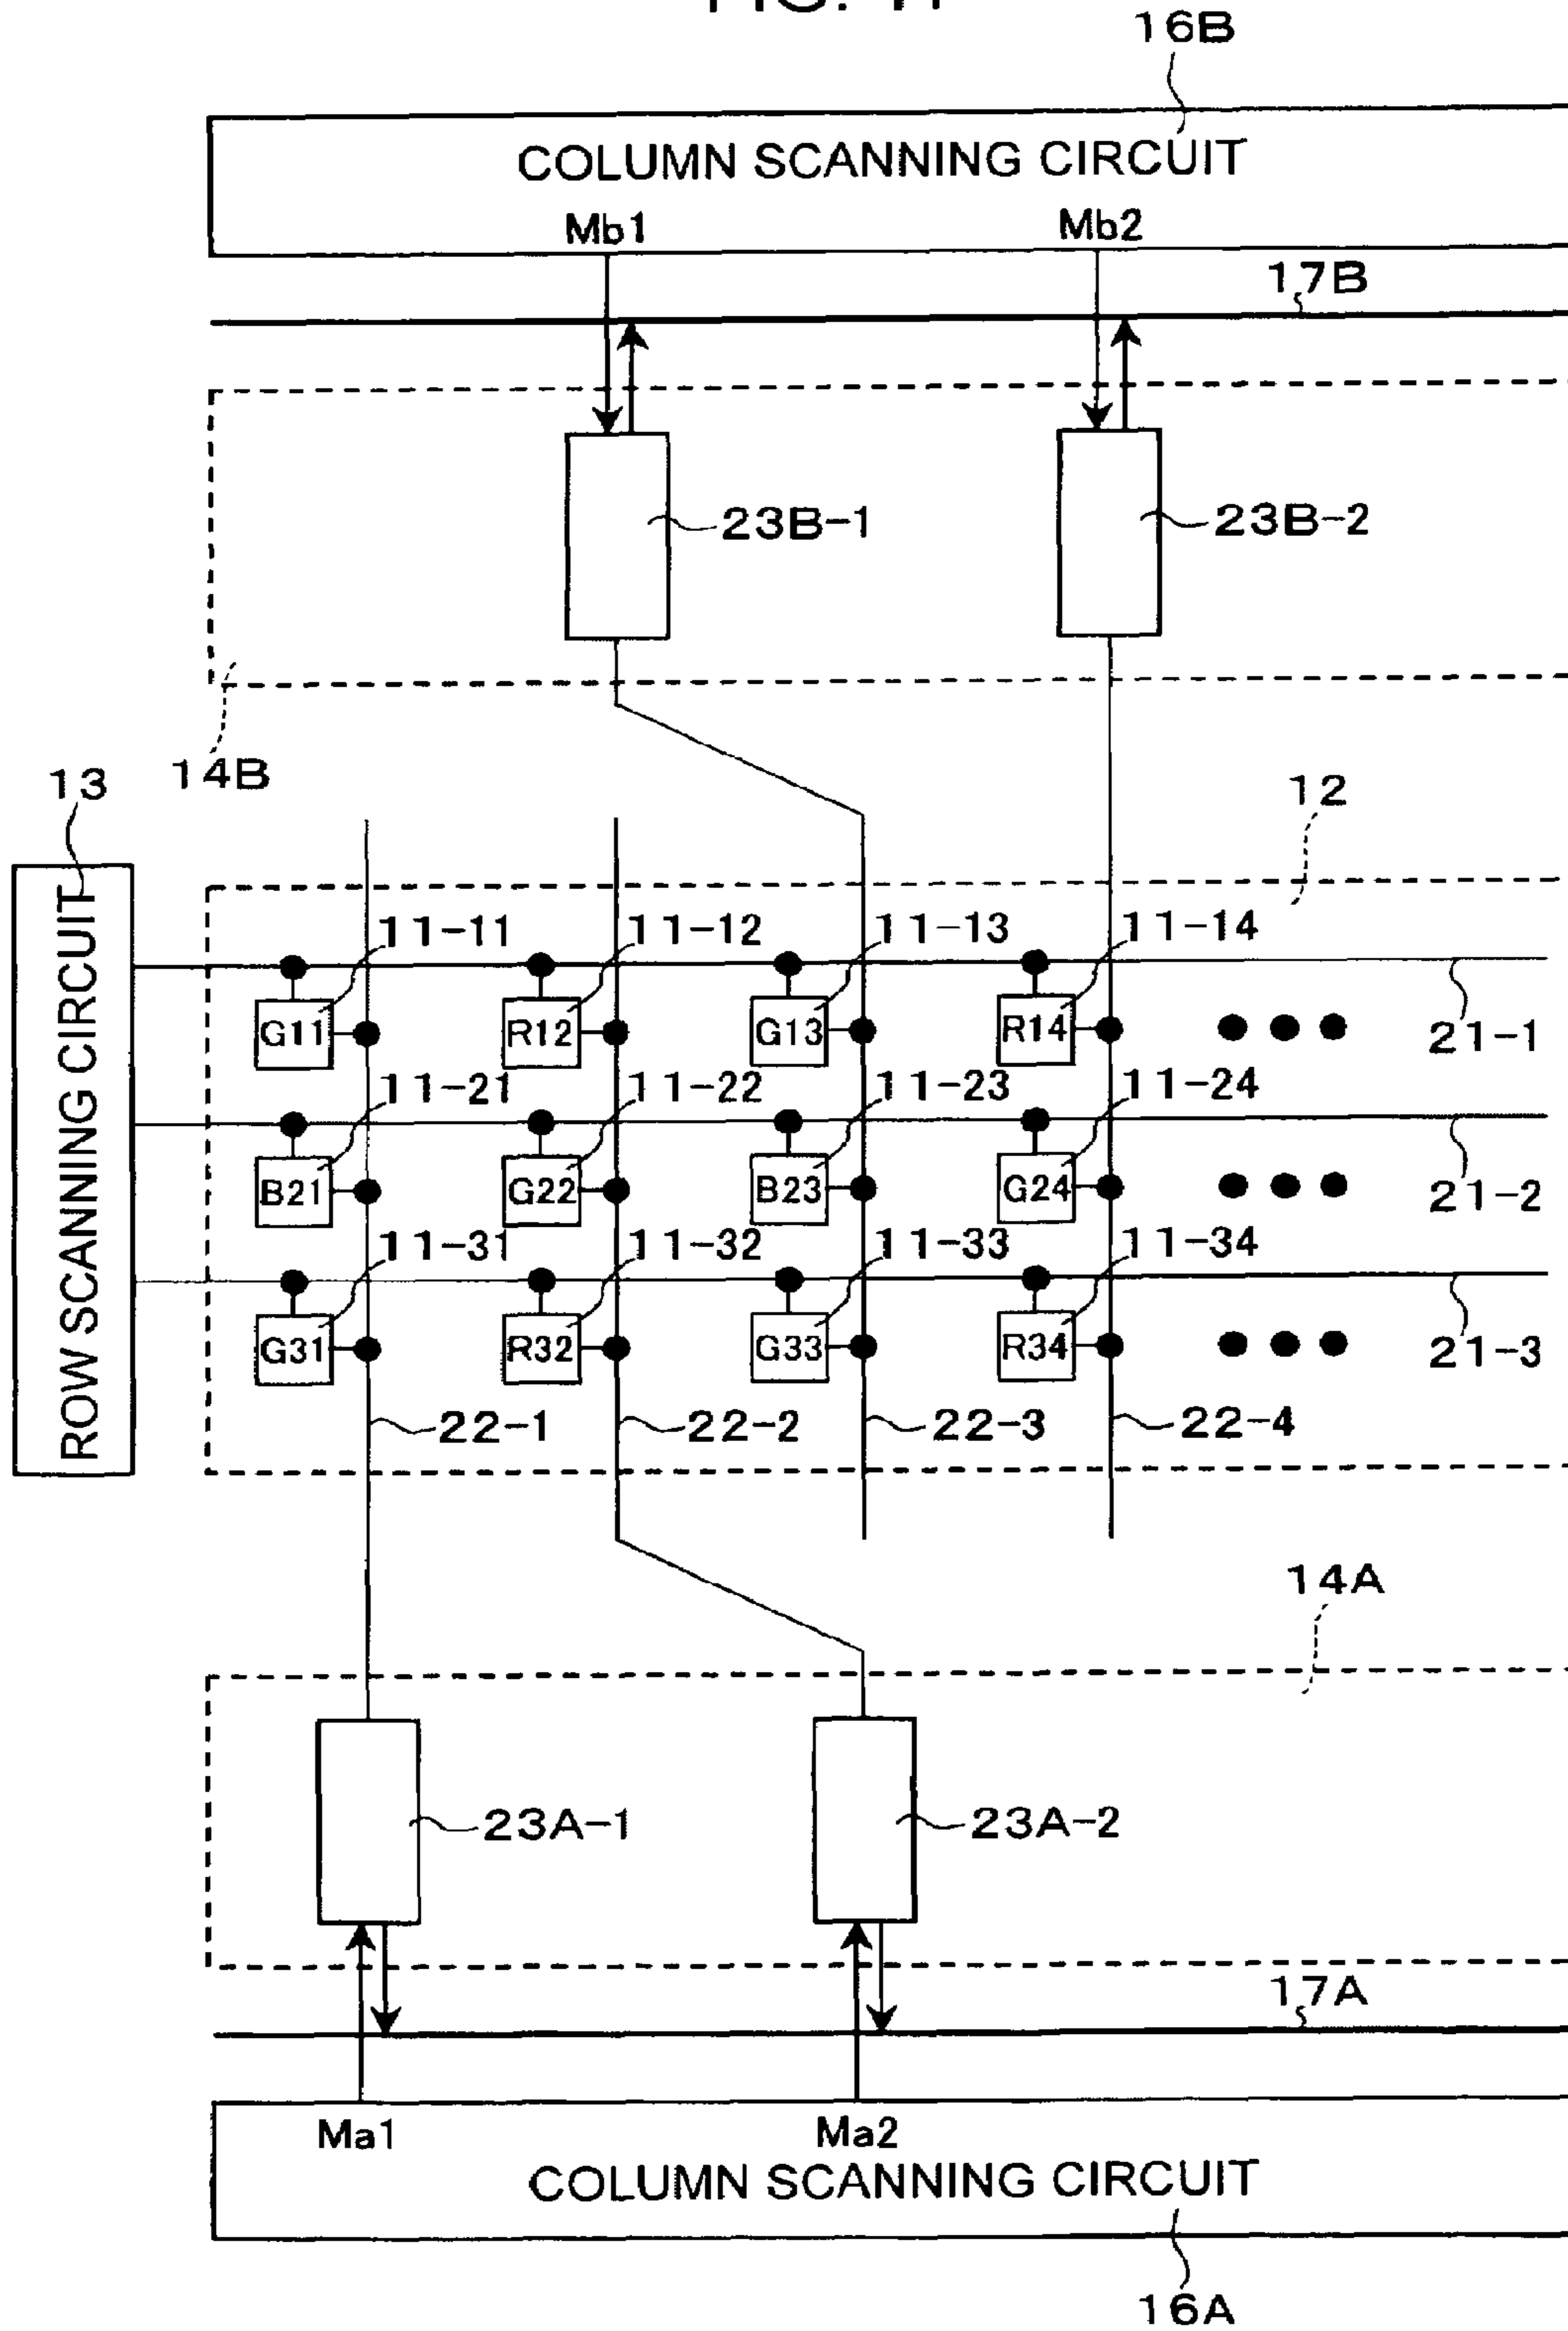 16B
COLUMN SCANNING CIRCUIT
Mb1 Mb2
17B
23B-1 23B-2
14B
13
12
ROW SCANNING CIRCUIT
11-11 11-12 11-13 11-14
G11 R12 G13 R14 21-1
11-21 11-22 11-23 11-24
B21 G22 B23 G24 21-2
11-31 11-32 11-33 11-34
G31 R32 G33 R34 21-3
22-1 22-2 22-3 22-4
14A
23A-1 23A-2
17A
Ma1 Ma2
COLUMN SCANNING CIRCUIT
16A